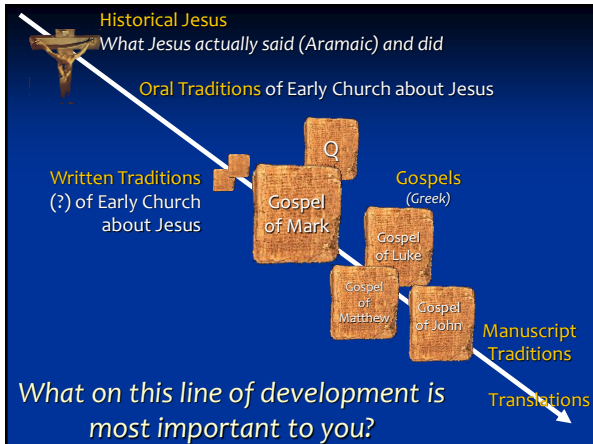 Historical Jesus
What Jesus actually said (Aramaic) and did
Oral Traditions of Early Church about Jesus
Q
Written Traditions
(?) of Early Church
about Jesus
Gospel
of Mark
Gospels
(Greek)
Gospel
of Luke
Gospel
of
Matthew
Gospel
of John
Manuscript
Traditions
Translations
What on this line of development is
most important to you?